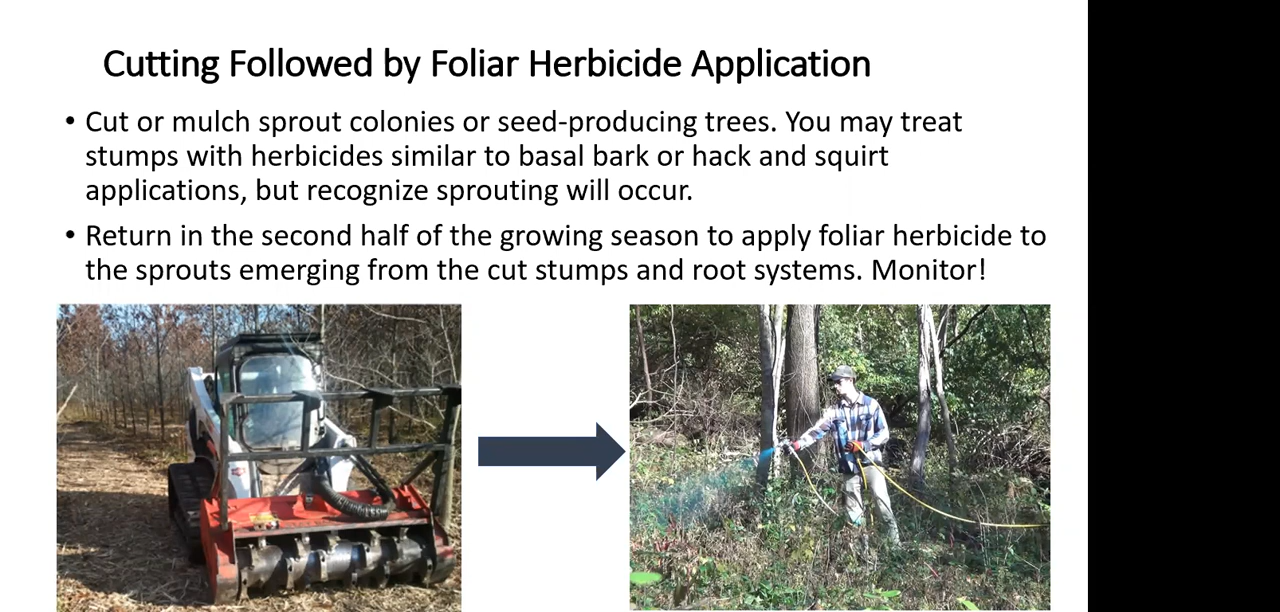 Cutting Followed by Foliar Herbicide Application
• Cut or mulch sprout colonies or seed-producing trees. You may treat
stumps with herbicides similar to basal bark or hack and squirt
applications, but recognize sprouting will occur.
• Return in the second half of the growing season to apply foliar herbicide to
the sprouts emerging from the cut stumps and root systems. Monitor!